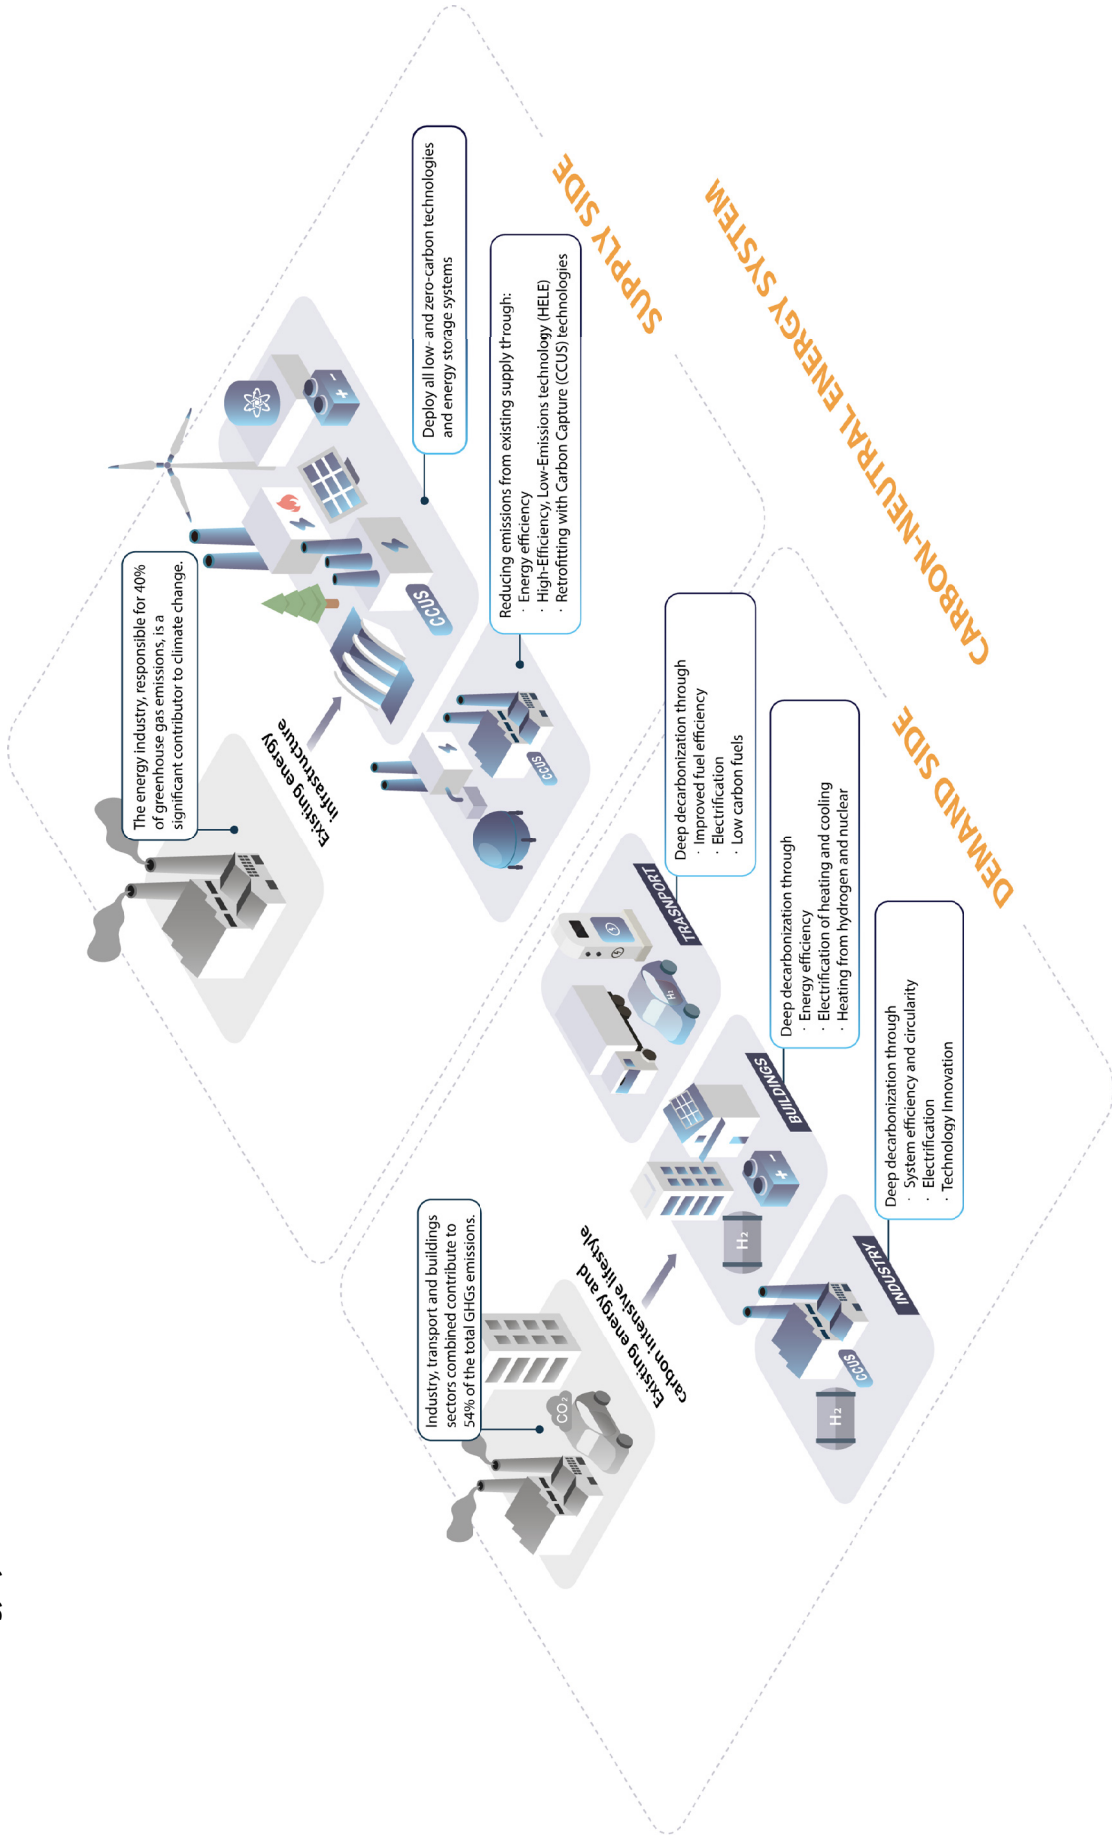 The energy industry, responsible for 40%
of greenhouse gas emissions, is a
significant contributor to climate change.
Existing energy
infrastructure
CCUS
CCUS
Deploy all low- and zero-carbon technologies
and energy storage systems
Reducing emissions from existing supply through:
· Energy efficiency
· High-Efficiency, Low-Emissions technology (HELE)
· Retrofitting with Carbon Capture (CCUS) technologies
SUPPLY SIDE
CARBON-NEUTRAL ENERGY SYSTEM
Industry, transport and buildings
sectors combined contribute to
54% of the total GHGs emissions.
CO2
Existing energy and
carbon intensive lifestyle
H2
TRASNPORT
Deep decarbonization through
· Improved fuel efficiency
· Electrification
· Low carbon fuels
H2
BUILDINGS
Deep decarbonization through
· Energy efficiency
· Electrification of heating and cooling
· Heating from hydrogen and nuclear
H2
CCUS
INDUSTRY
Deep decarbonization through
· System efficiency and circularity
· Electrification
· Technology Innovation
DEMAND SIDE